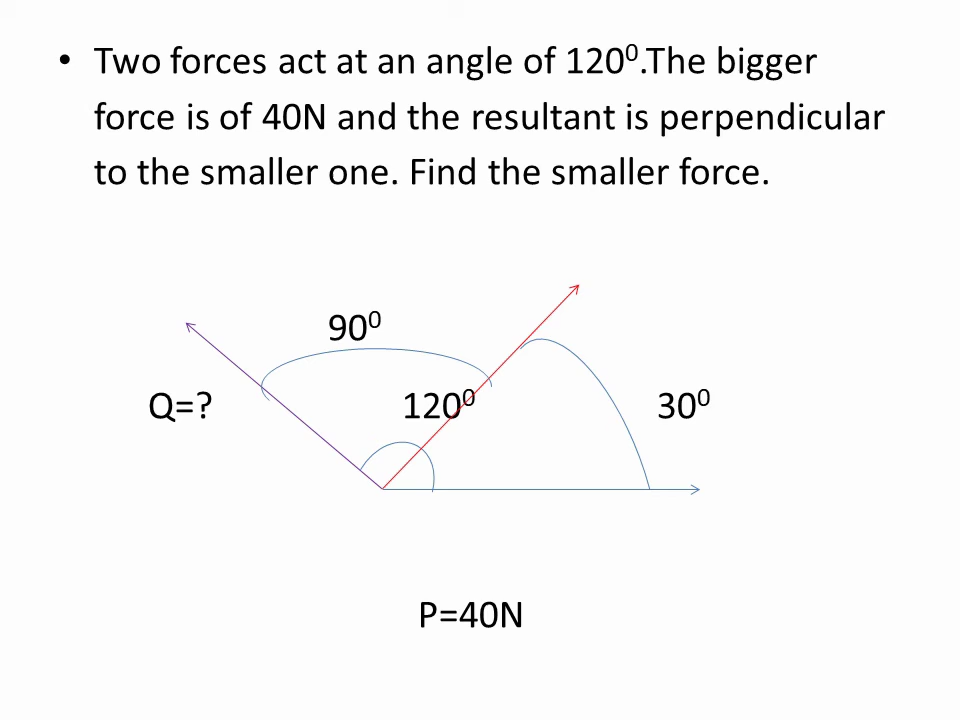 • Two forces act at an angle of 120⁰.The bigger
force is of 40N and the resultant is perpendicular
to the smaller one. Find the smaller force.
90⁰
Q=? 120⁰ 30⁰
P=40N